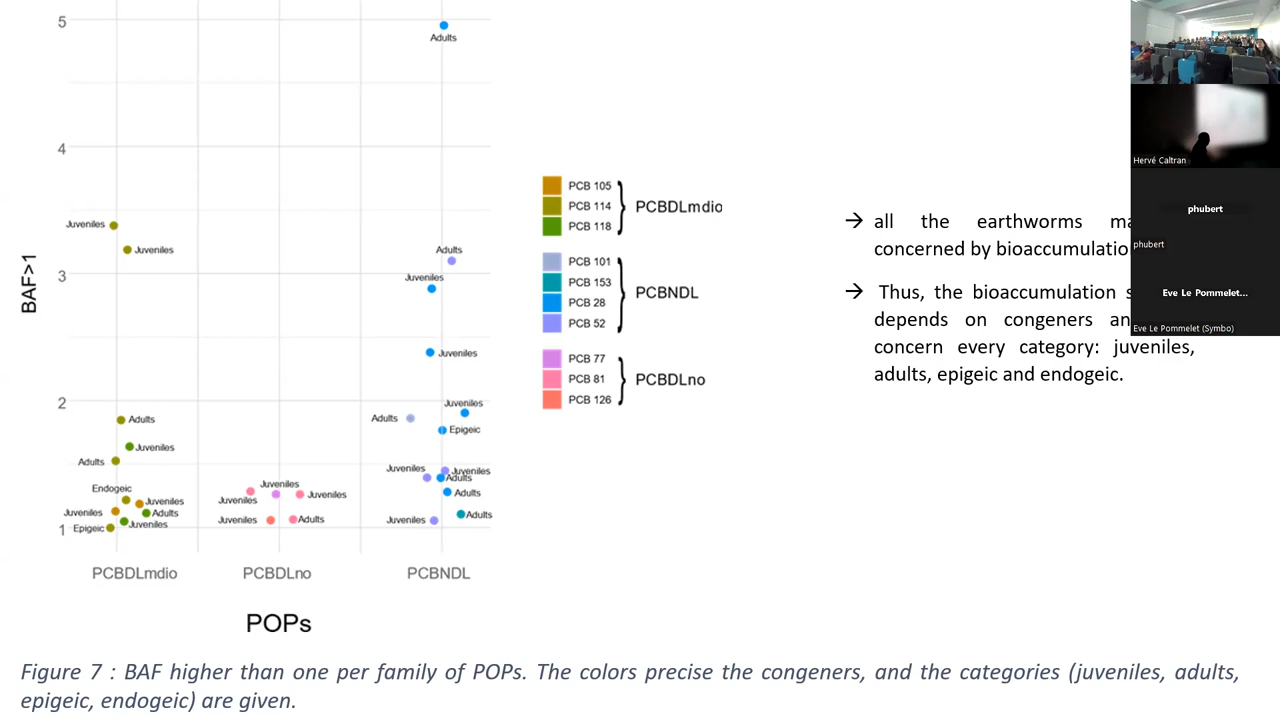 5
Adults
4
Juveniles
Juveniles
Adults
3
Juveniles
Juveniles
2
Juveniles
Adults
Adults
Epigeic
Juveniles
Adults
Juveniles
Juveniles
Adults
Endogeic
Juveniles
Juveniles
Juveniles
Adults
Juveniles
Juveniles
Adults
Juveniles
Adults
Juveniles
Adults
Juveniles
1
Epigeic
Juveniles
BAF>1
PCBDLmdio
PCBDLno
PCBNDL
POPs
PCB 105
PCB 114
PCB 118
PCBDLmdio
PCB 101
PCB 153
PCB 28
PCB 52
PCBNDL
PCB 77
PCB 81
PCB 126
PCBDLno
→ all the earthworms
concerned by
→ Thus, the bioaccumulation
depends on congeners
concern every category: juveniles,
adults, epigeic and endogeic.
Hervé Caltran
phubert
phubert
Eve Le Pommelet...
Eve Le Pommelet (Symbo)
Figure 7 : BAF higher than one per family of POPs. The colors precise the congeners, and the categories (juveniles, adults,
epigeic, endogeic) are given.